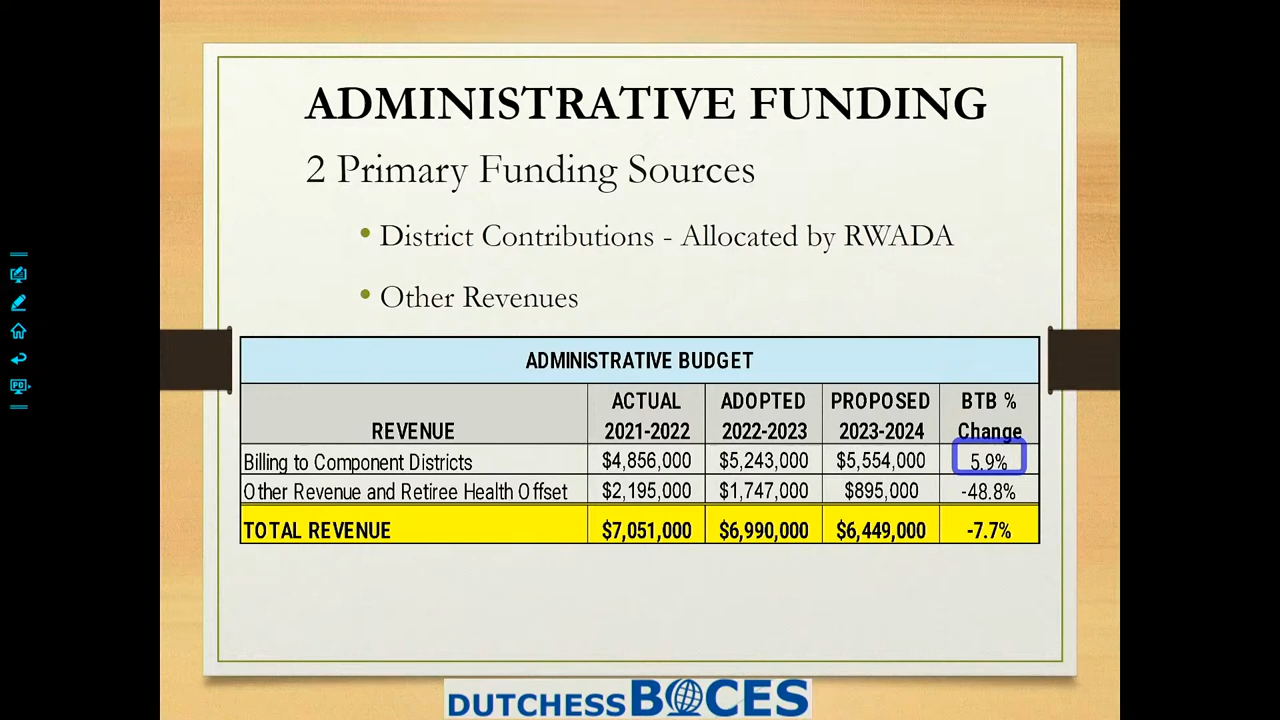 ADMINISTRATIVE FUNDING
2 Primary Funding Sources
• District Contributions - Allocated by RWADA
• Other Revenues
ADMINISTRATIVE BUDGET
REVENUE ACTUAL 2021-2022 ADOPTED 2022-2023 PROPOSED 2023-2024 BTB % Change
Billing to Component Districts $4,856,000 $5,243,000 $5,554,000 5.9%
Other Revenue and Retiree Health Offset $2,195,000 $1,747,000 $895,000 -48.8%
TOTAL REVENUE $7,051,000 $6,990,000 $6,449,000 -7.7%
DUTCHESS BOCES